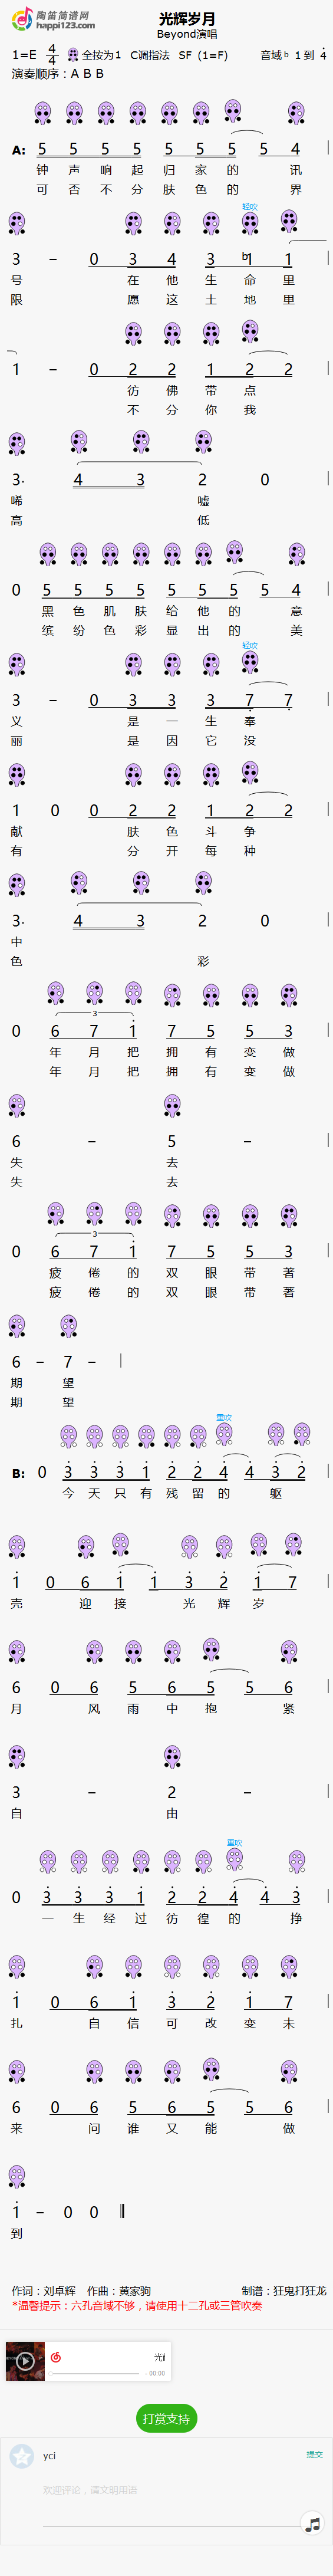 陶笛简谱网
happi123.com
光辉岁月
Beyond演唱
1=E 4/4 全按为1 C调指法 SF (1=F) 音域♭1到4̇
演奏顺序：A B B
A: 5 5 5 5 5 5 5 5 4
钟 声 响 起 归 家 的 讯
可 否 不 分 肤 色 的 界
轻吹
3 - 0 3 4 3 ♭1 1
号 在 他 生 命 里
限 愿 这 土 地 里
1 - 0 2 2 1 2 2
彷 佛 带 点
不 分 你 我
3· 4 3 2 0
唏 嘘
高 低
0 5 5 5 5 5 5 5 5 4
黑 色 肌 肤 给 他 的 意
缤 纷 色 彩 显 出 的 美
轻吹
3 - 0 3 3 3 7̣ 7̣
义 是 一 生 奉
丽 是 因 它 没
1 0 0 2 2 1 2 2
献 肤 色 斗 争
有 分 开 每 种
3· 4 3 2 0
中
色 彩
3
0 6 7 1̇ 7 5 5 3
年 月 把 拥 有 变 做
年 月 把 拥 有 变 做
6 - 5 -
失 去
失 去
3
0 6 7 1̇ 7 5 5 3
疲 倦 的 双 眼 带 著
疲 倦 的 双 眼 带 著
6 - 7 -
期 望
期 望
重吹
B: 0 3̇ 3̇ 3̇ 1̇ 2̇ 2̇ 4̇ 4̇ 3̇ 2̇
今 天 只 有 残 留 的 躯
1̇ 0 6 1̇ 1̇ 3̇ 2̇ 1̇ 7
壳 迎 接 光 辉 岁
6 0 6 5 6 5 5 6
月 风 雨 中 抱 紧
3 - 2 -
自 由
重吹
0 3̇ 3̇ 3̇ 1̇ 2̇ 2̇ 4̇ 4̇ 3̇
一 生 经 过 彷 徨 的 挣
1̇ 0 6 1̇ 3̇ 2̇ 1̇ 7
扎 自 信 可 改 变 未
6 0 6 5 6 5 5 6
来 问 谁 又 能 做
1̇ - 0 0
到
作词：刘卓辉 作曲：黄家驹 制谱：狂鬼打狂龙
*温馨提示：六孔音域不够，请使用十二孔或三管吹奏
光
- 00:00
打赏支持
yci 提交
欢迎评论，请文明用语